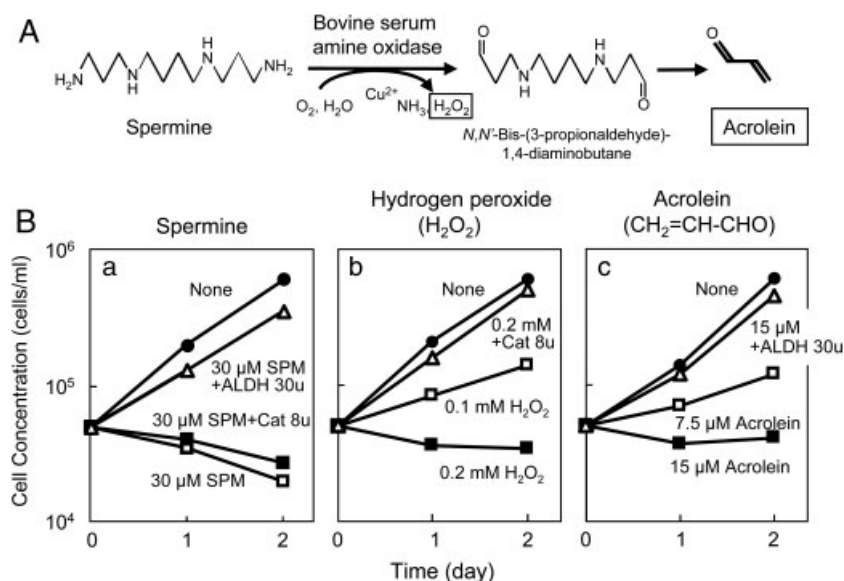 A
Bovine serum
amine oxidase
H₂N
N
H
H
N
NH₂
O₂, H₂O
Cu²⁺
NH₃, H₂O₂
O
N
H
H
N
O
O
Spermine
N,N'-Bis-(3-propionaldehyde)-
1,4-diaminobutane
Acrolein
B
Spermine
Hydrogen peroxide
(H₂O₂)
Acrolein
(CH₂=CH-CHO)
Cell Concentration (cells/ml)
10⁶
10⁵
10⁴
a
None
30 µM SPM
+ALDH 30u
30 µM SPM+Cat 8u
30 µM SPM
0 1 2
b
None
0.2 mM
+Cat 8u
0.1 mM H₂O₂
0.2 mM H₂O₂
0 1 2
c
None
15 µM
+ALDH 30u
7.5 µM Acrolein
15 µM Acrolein
0 1 2
Time (day)